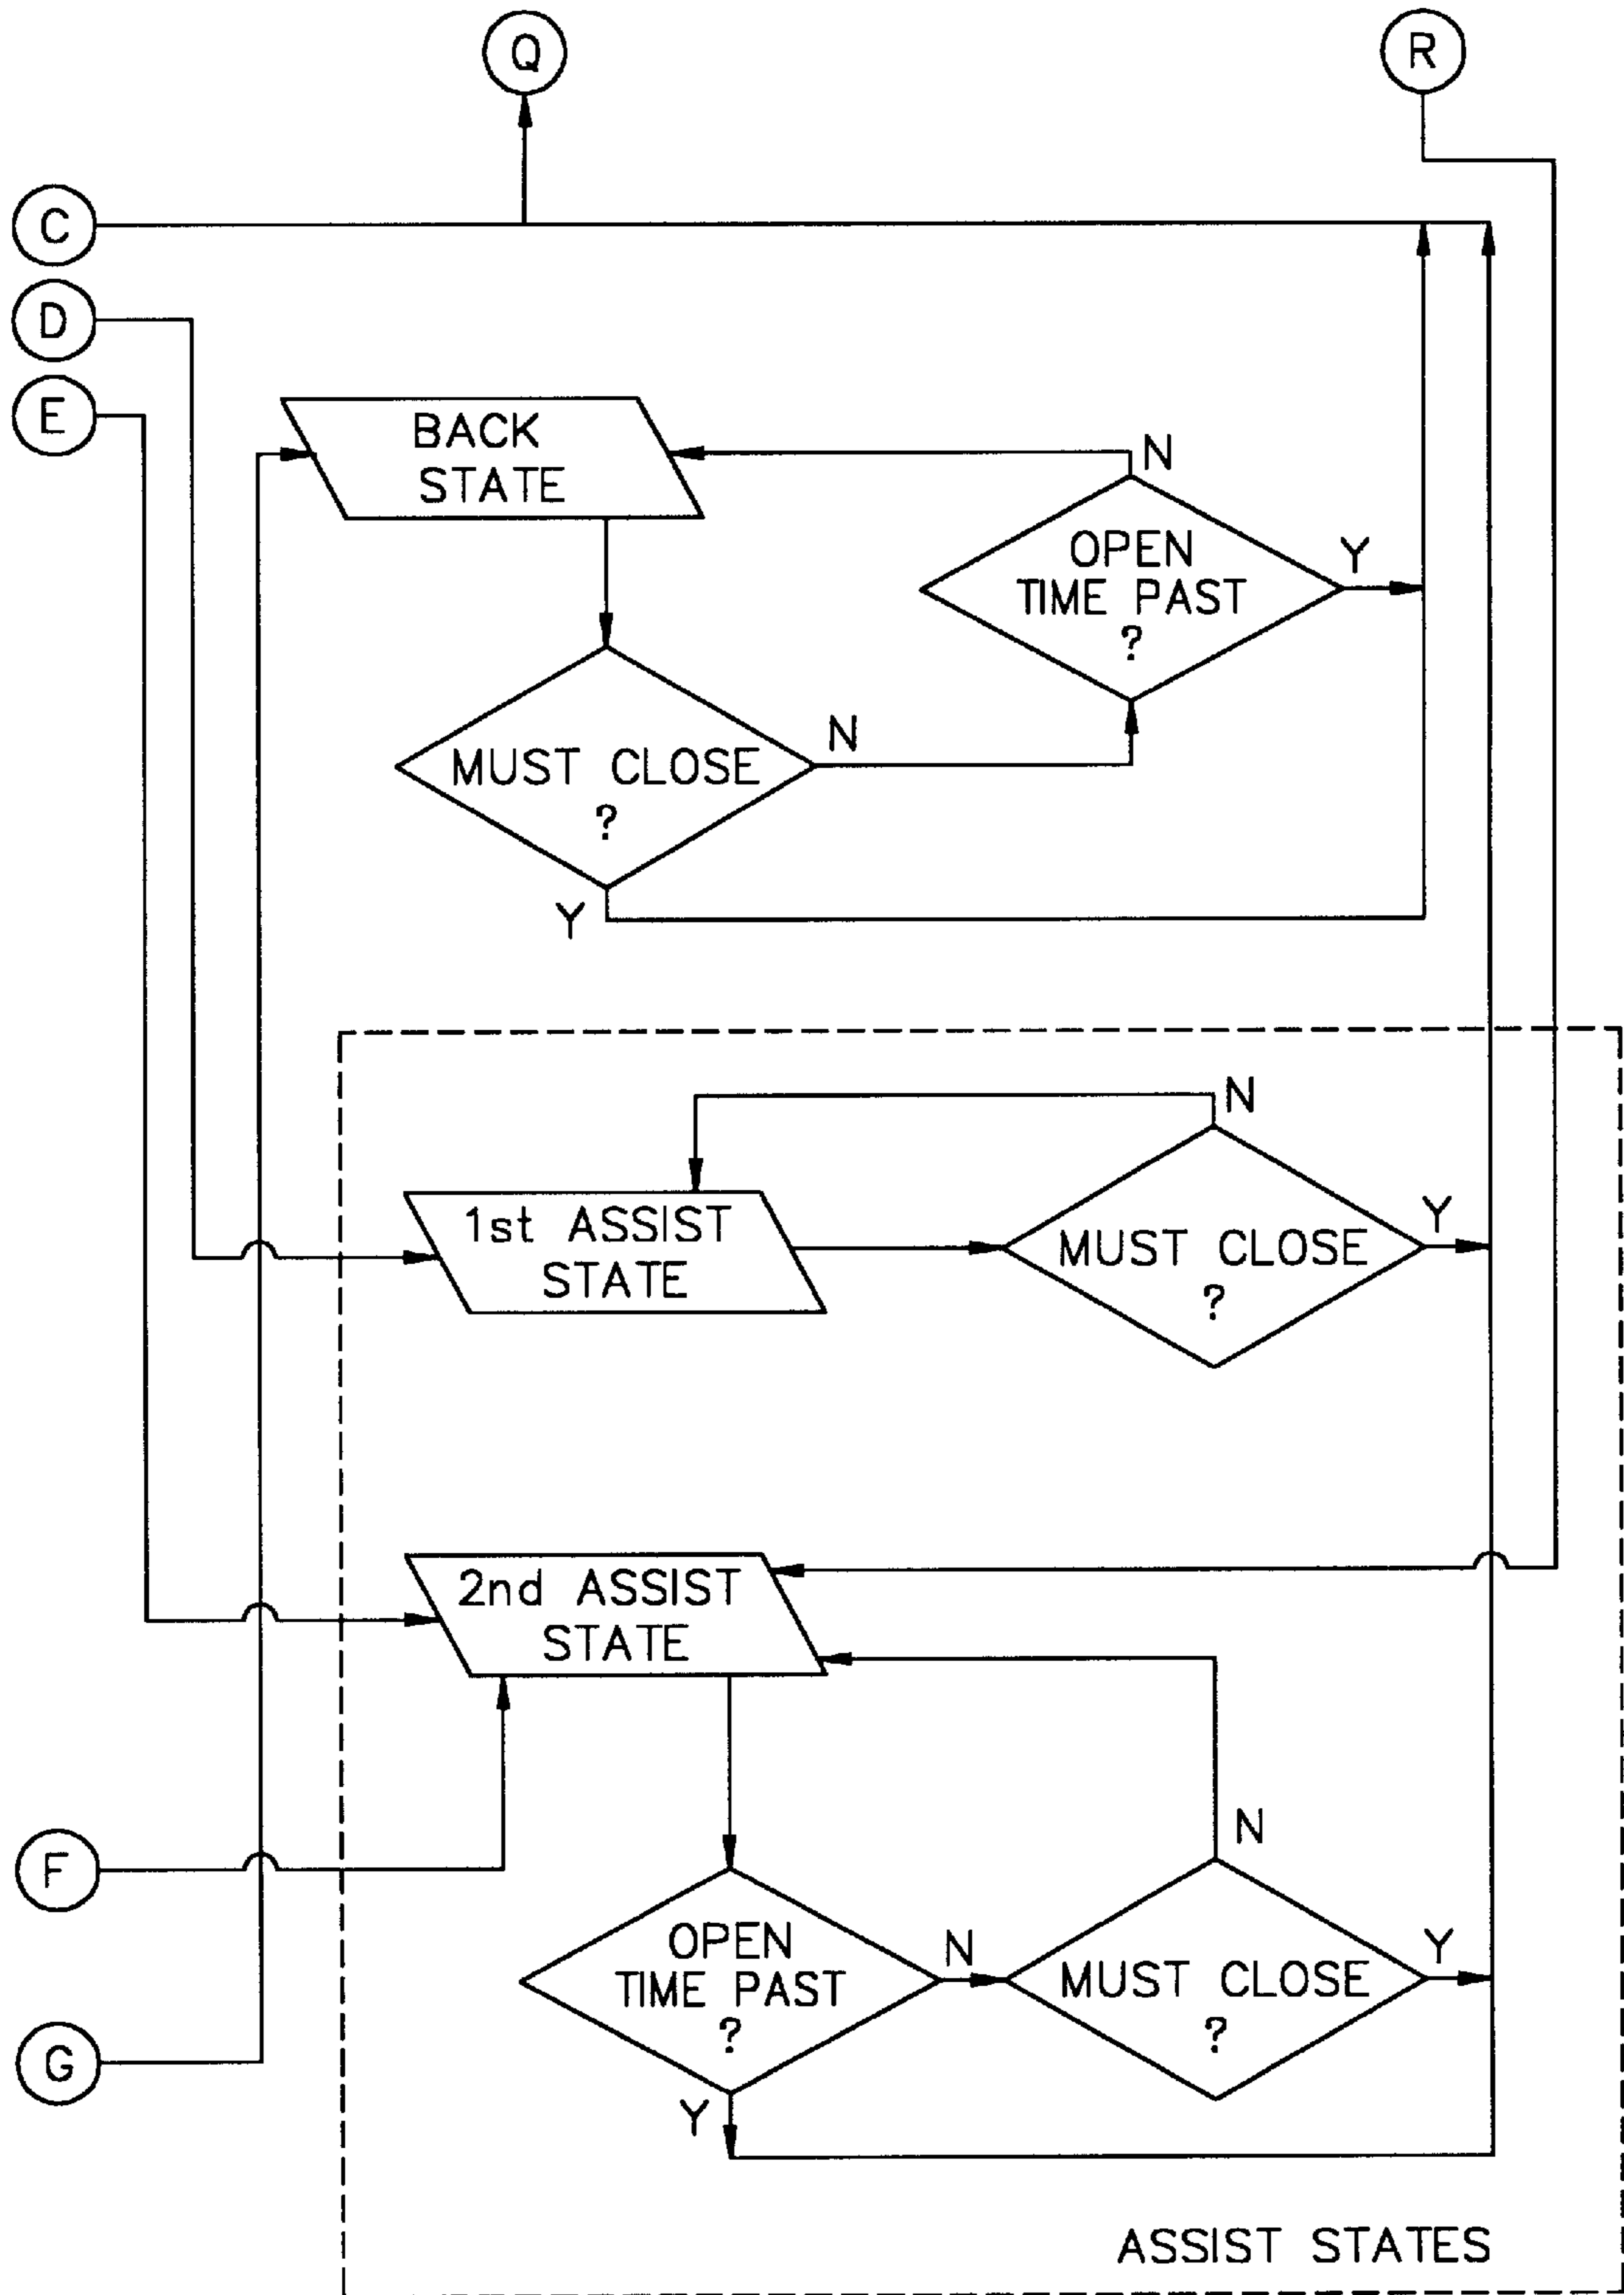 Q
R
C
D
E
BACK
STATE
N
OPEN
TIME PAST
?
Y
N
MUST CLOSE
?
Y
N
1st ASSIST
STATE
MUST CLOSE
?
Y
2nd ASSIST
STATE
N
F
OPEN
TIME PAST
?
N
MUST CLOSE
?
Y
G
Y
ASSIST STATES